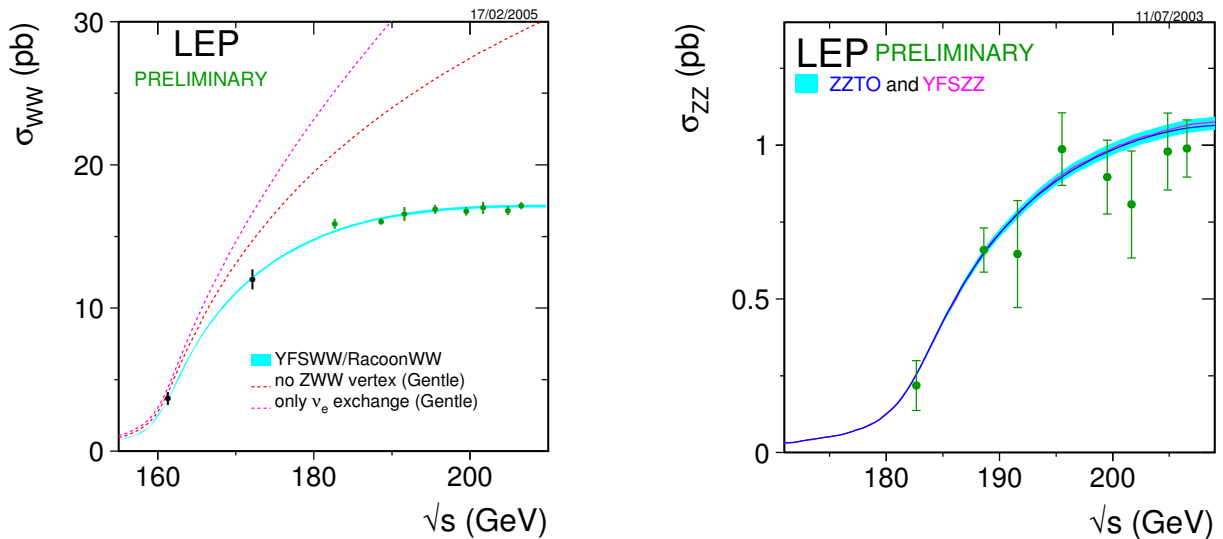 17/02/2005
30
20
10
0
σWW (pb)
LEP
PRELIMINARY
YFSWW/RacoonWW
no ZWW vertex (Gentle)
only νe exchange (Gentle)
160
180
200
√s (GeV)
11/07/2003
σZZ (pb)
LEP PRELIMINARY
ZZTO and YFSZZ
1
0.5
0
180
190
200
√s (GeV)